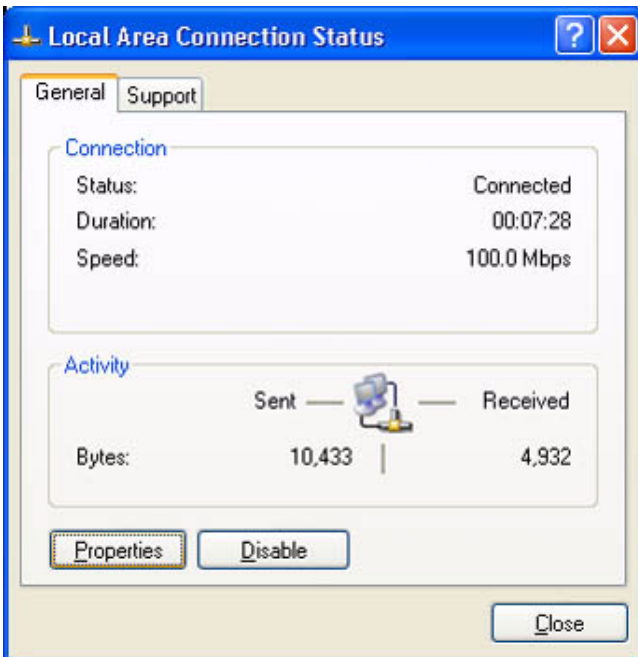 Local Area Connection Status
General Support
Connection
Status: Connected
Duration: 00:07:28
Speed: 100.0 Mbps
Activity
Sent Received
Bytes: 10,433 4,932
Properties Disable
Close